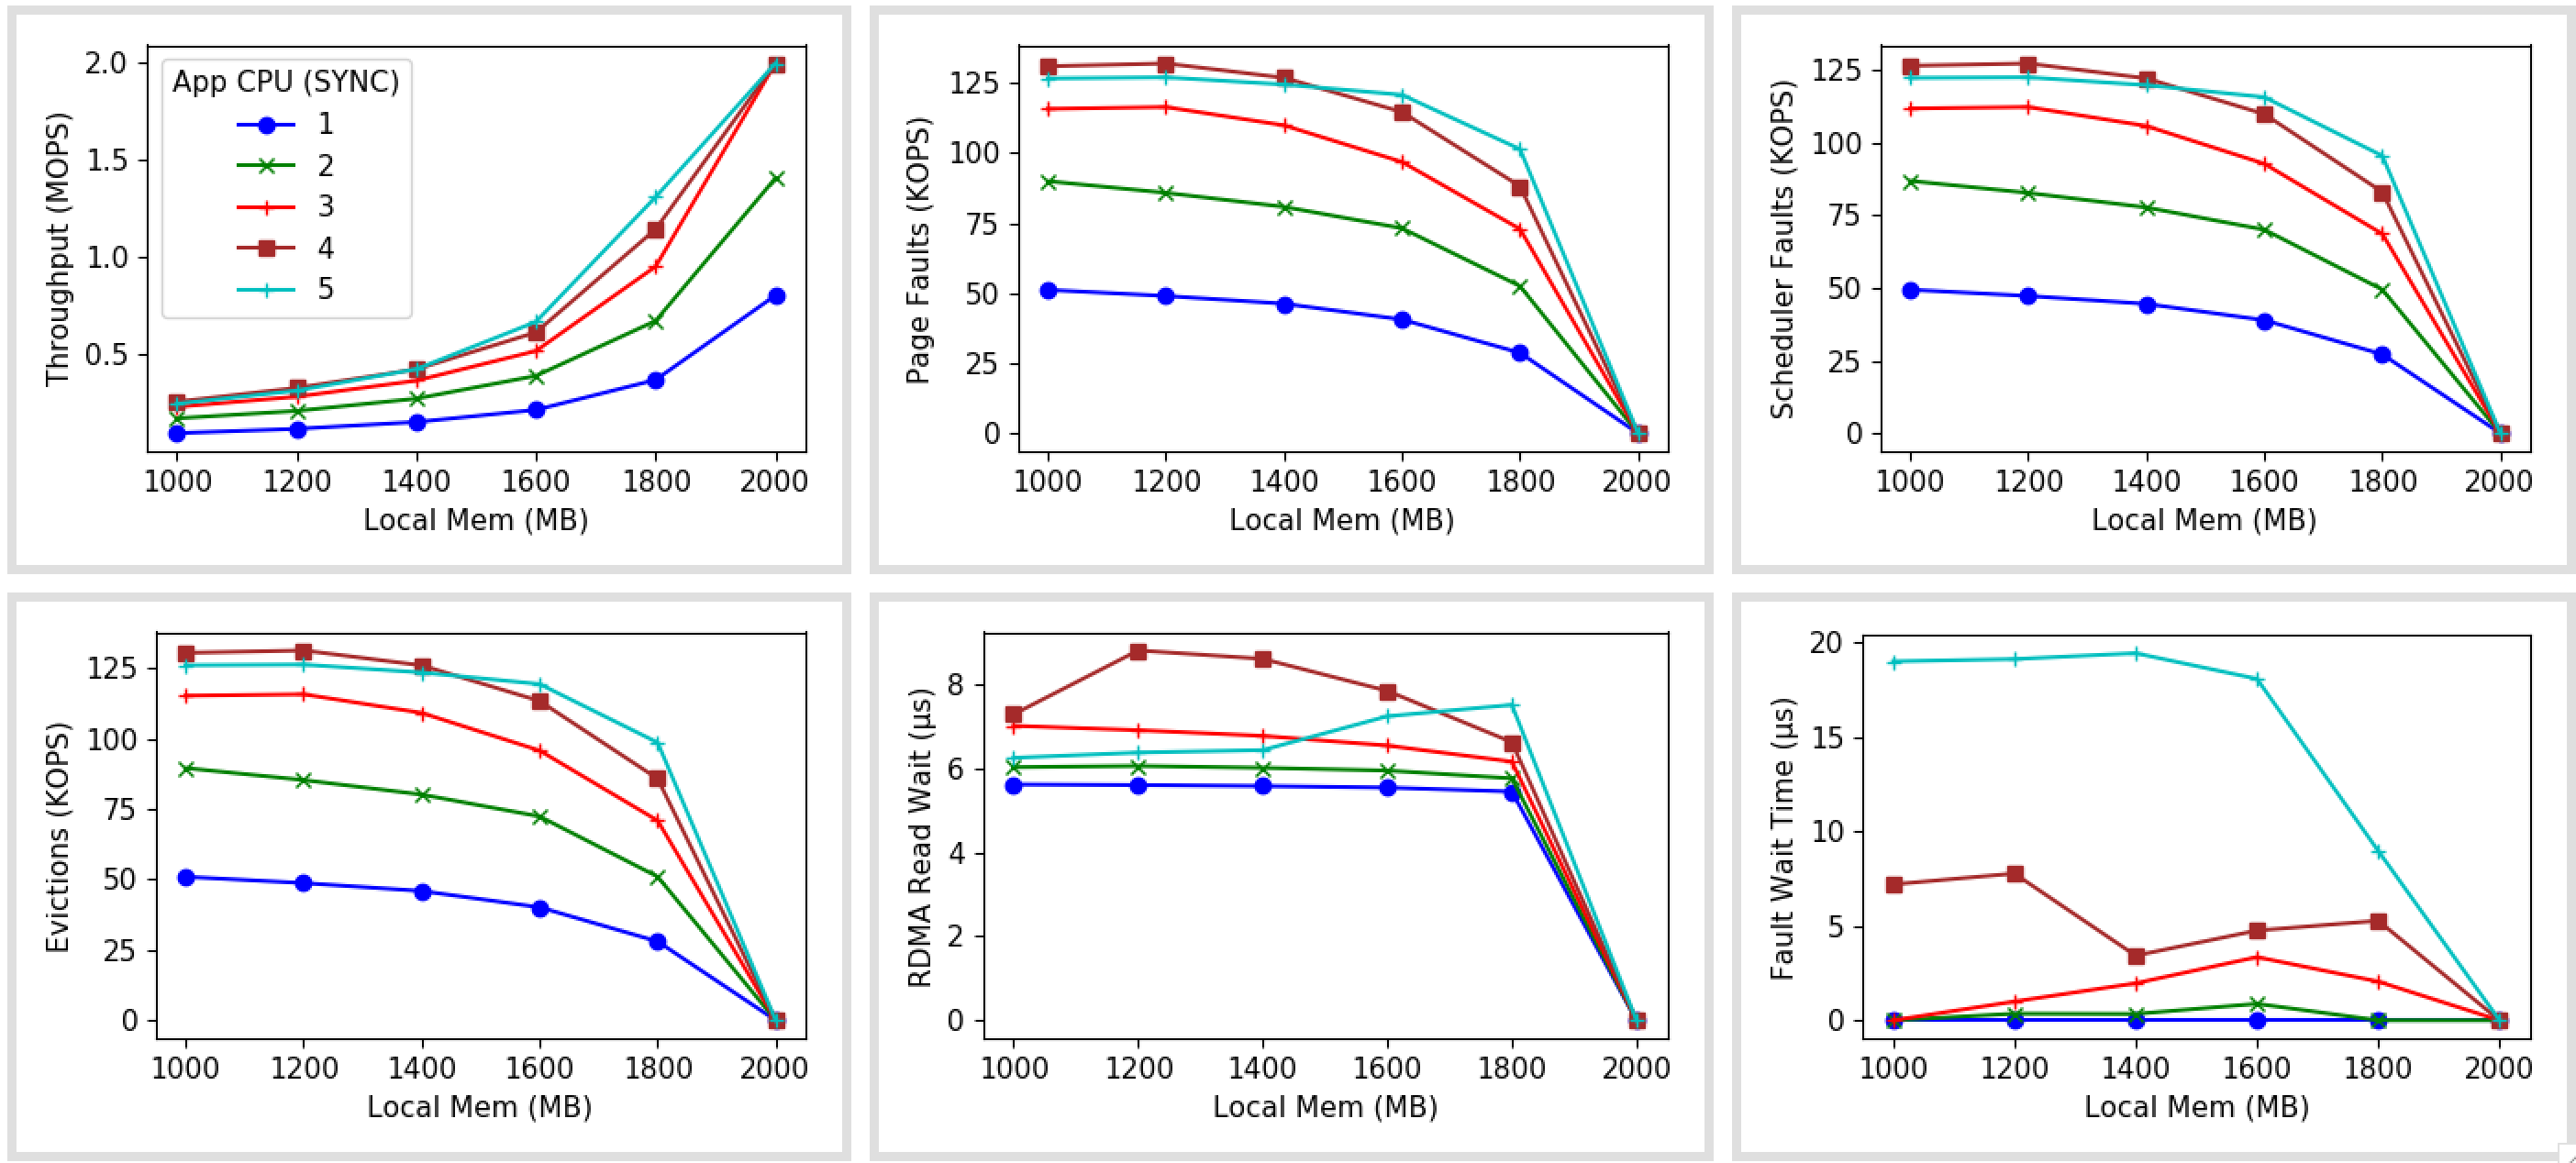 App CPU (SYNC)
1
2
3
4
5
Throughput (MOPS)
2.0
1.5
1.0
0.5
1000 1200 1400 1600 1800 2000
Local Mem (MB)
Page Faults (KOPS)
125
100
75
50
25
0
1000 1200 1400 1600 1800 2000
Local Mem (MB)
Scheduler Faults (KOPS)
125
100
75
50
25
0
1000 1200 1400 1600 1800 2000
Local Mem (MB)
Evictions (KOPS)
125
100
75
50
25
0
1000 1200 1400 1600 1800 2000
Local Mem (MB)
RDMA Read Wait (µs)
8
6
4
2
0
1000 1200 1400 1600 1800 2000
Local Mem (MB)
Fault Wait Time (µs)
20
15
10
5
0
1000 1200 1400 1600 1800 2000
Local Mem (MB)